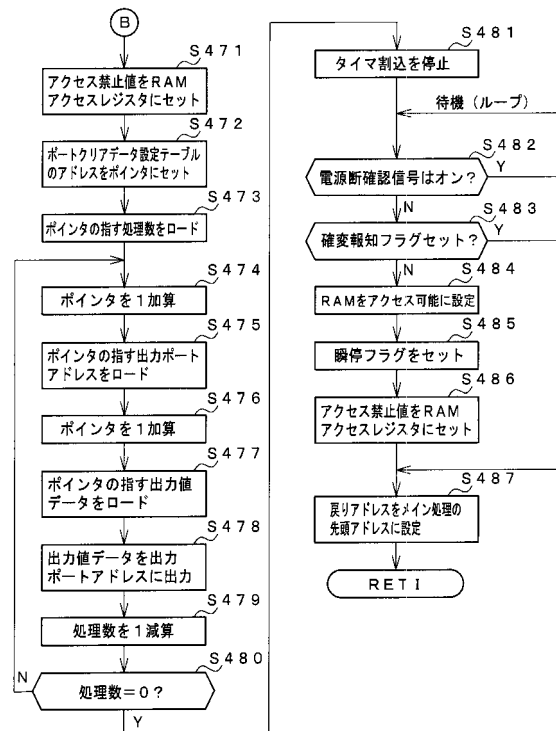 B
S471
アクセス禁止値をRAM
アクセスレジスタにセット
S472
ポートクリアデータ設定テーブル
のアドレスをポインタにセット
S473
ポインタの指す処理数をロード
S474
ポインタを1加算
S475
ポインタの指す出力ポート
アドレスをロード
S476
ポインタを1加算
S477
ポインタの指す出力値
データをロード
S478
出力値データを出力
ポートアドレスに出力
S479
処理数を1減算
S480
N
処理数=0?
Y
S481
タイマ割込を停止
待機(ループ)
S482
電源断確認信号はオン?
Y
N
S483
確変報知フラグセット?
Y
N
S484
RAMをアクセス可能に設定
S485
瞬停フラグをセット
S486
アクセス禁止値をRAM
アクセスレジスタにセット
S487
戻りアドレスをメイン処理の
先頭アドレスに設定
RETI